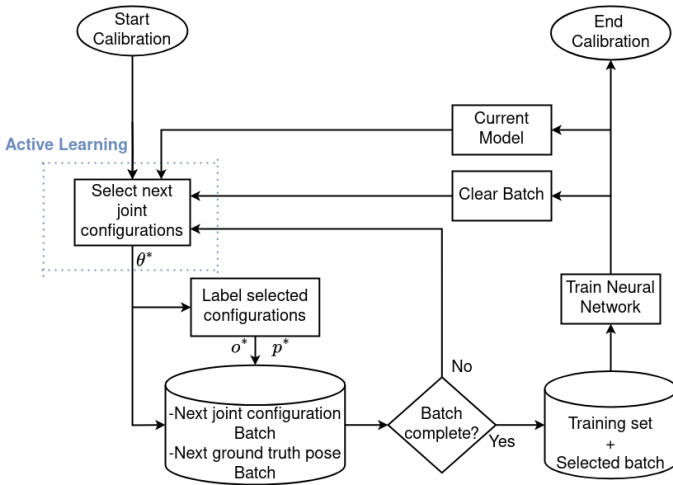 Start
Calibration
End
Calibration
Current
Model
Active Learning
Select next
joint
configurations
Clear Batch
θ*
Label selected
configurations
Train Neural
Network
o* p*
No
-Next joint configuration
Batch
-Next ground truth pose
Batch
Batch
complete?
Yes
Training set
+
Selected batch